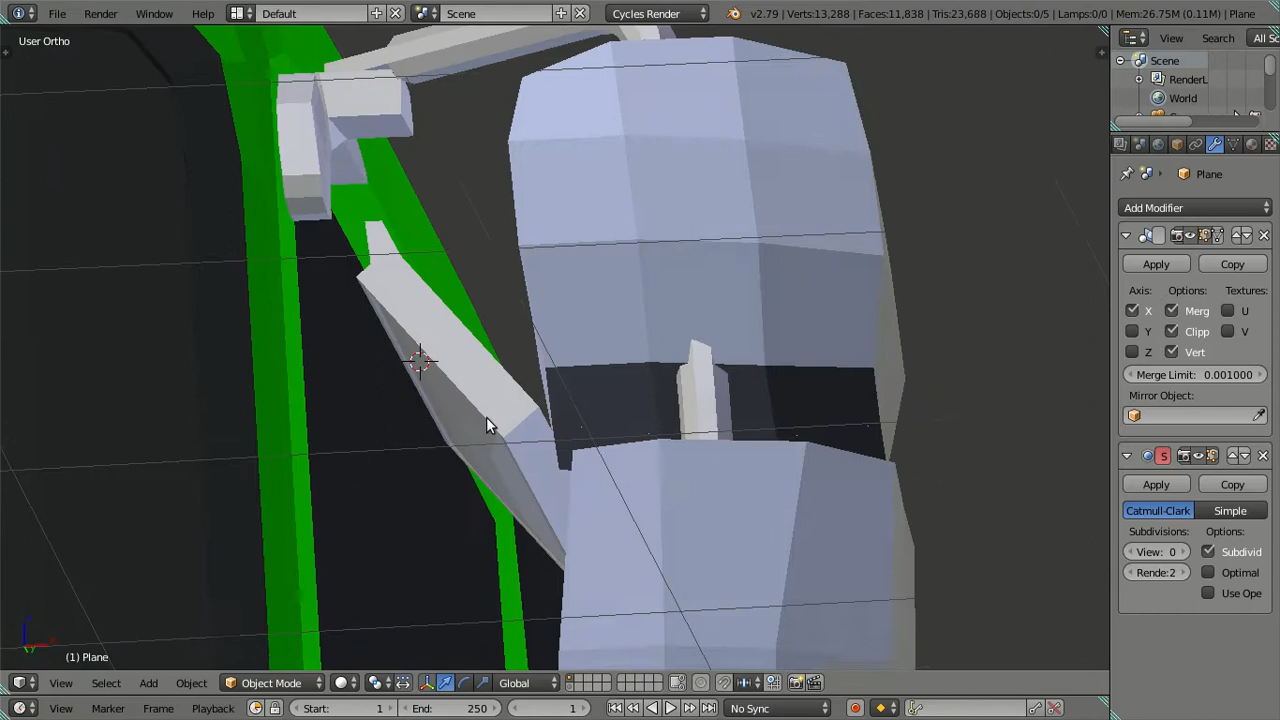 File Render Window Help Default Scene Cycles Render v2.79 | Verts:13,288 | Faces:11,838 | Tris:23,688 | Objects:0/5 | Lamps:0/0 | Mem:26.75M (0.11M) | Plane
User Ortho
View Search All Sc
Scene
RenderL
World
Plane
Add Modifier
Apply Copy
Axis: Options: Textures:
X Merg U
Y Clipp V
Z Vert
Merge Limit: 0.001000
Mirror Object:
S
Apply Copy
Catmull-Clark Simple
Subdivisions: Options:
View: 0 Subdivid
Rende:2 Optimal
Use Ope
(1) Plane
View Select Add Object Object Mode Global
View Marker Frame Playback Start: 1 End: 250 1 No Sync